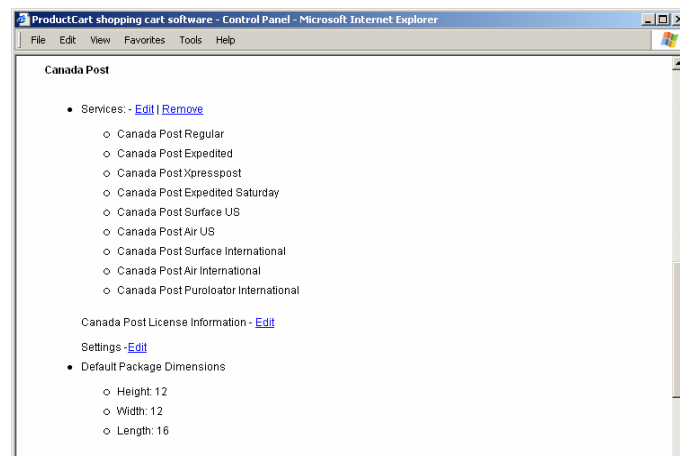 ProductCart shopping cart software - Control Panel - Microsoft Internet Explorer
File Edit View Favorites Tools Help
Canada Post
Services: - Edit | Remove
Canada Post Regular
Canada Post Expedited
Canada Post Xpresspost
Canada Post Expedited Saturday
Canada Post Surface US
Canada Post Air US
Canada Post Surface International
Canada Post Air International
Canada Post Puroloator International
Canada Post License Information - Edit
Settings -Edit
Default Package Dimensions
Height: 12
Width: 12
Length: 16